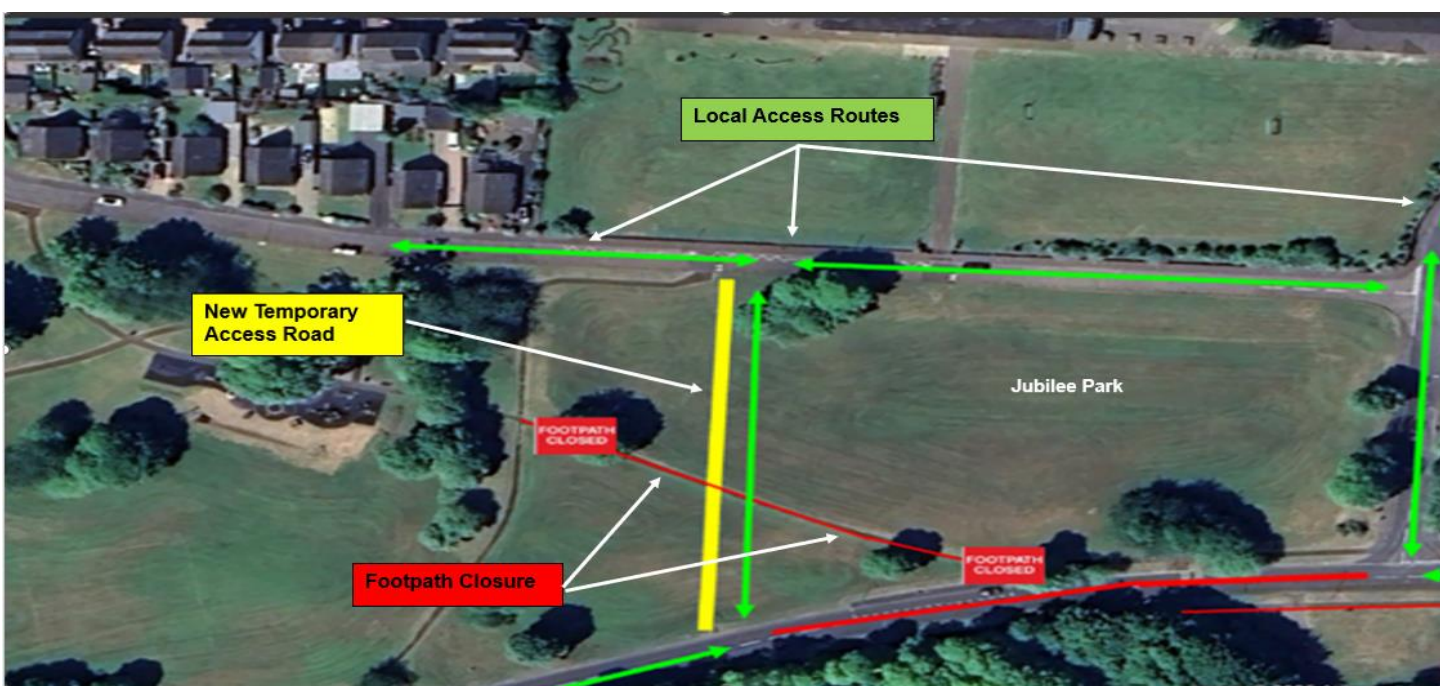 Local Access Routes
New Temporary
Access Road
Jubilee Park
FOOTPATH
CLOSED
FOOTPATH
CLOSED
Footpath Closure